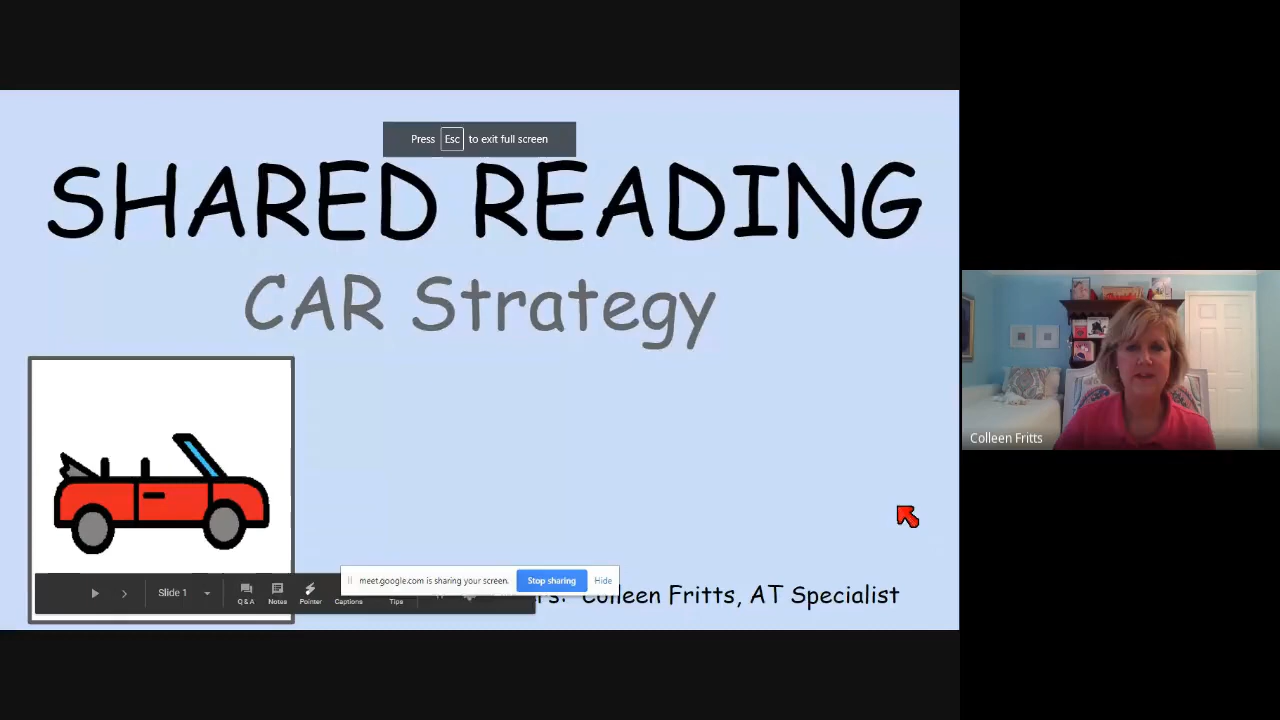 Press Esc to exit full screen
SHARED READING
CAR Strategy
Colleen Fritts
meet.google.com is sharing your screen. Stop sharing Hide
Slide 1
Q & A Notes Pointer Captions Tips
Colleen Fritts, AT Specialist